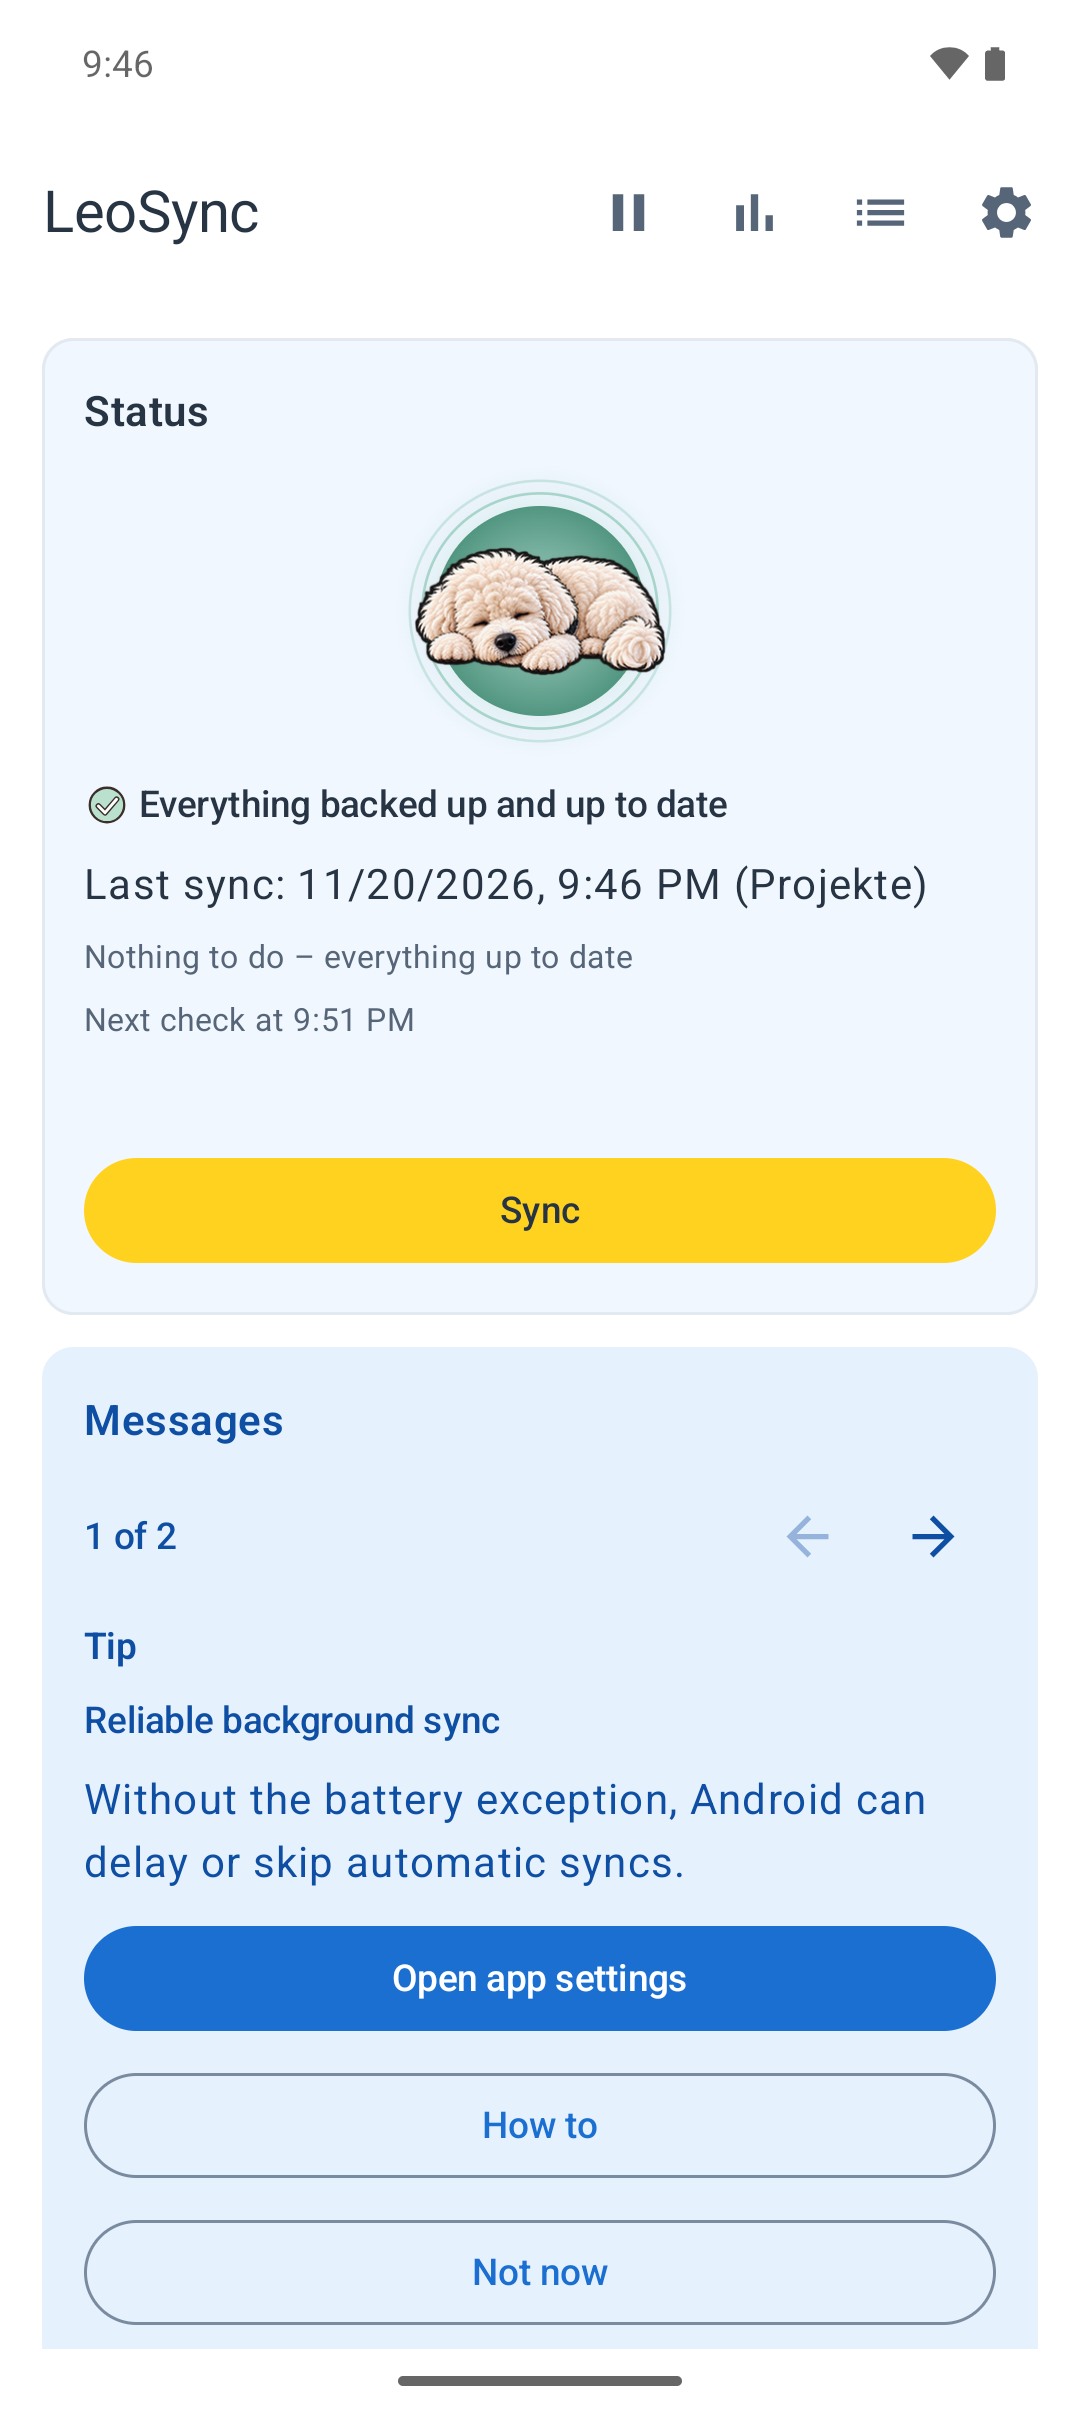 9:46
LeoSync
Status
Everything backed up and up to date
Last sync: 11/20/2026, 9:46 PM (Projekte)
Nothing to do – everything up to date
Next check at 9:51 PM
Sync
Messages
1 of 2
Tip
Reliable background sync
Without the battery exception, Android can
delay or skip automatic syncs.
Open app settings
How to
Not now